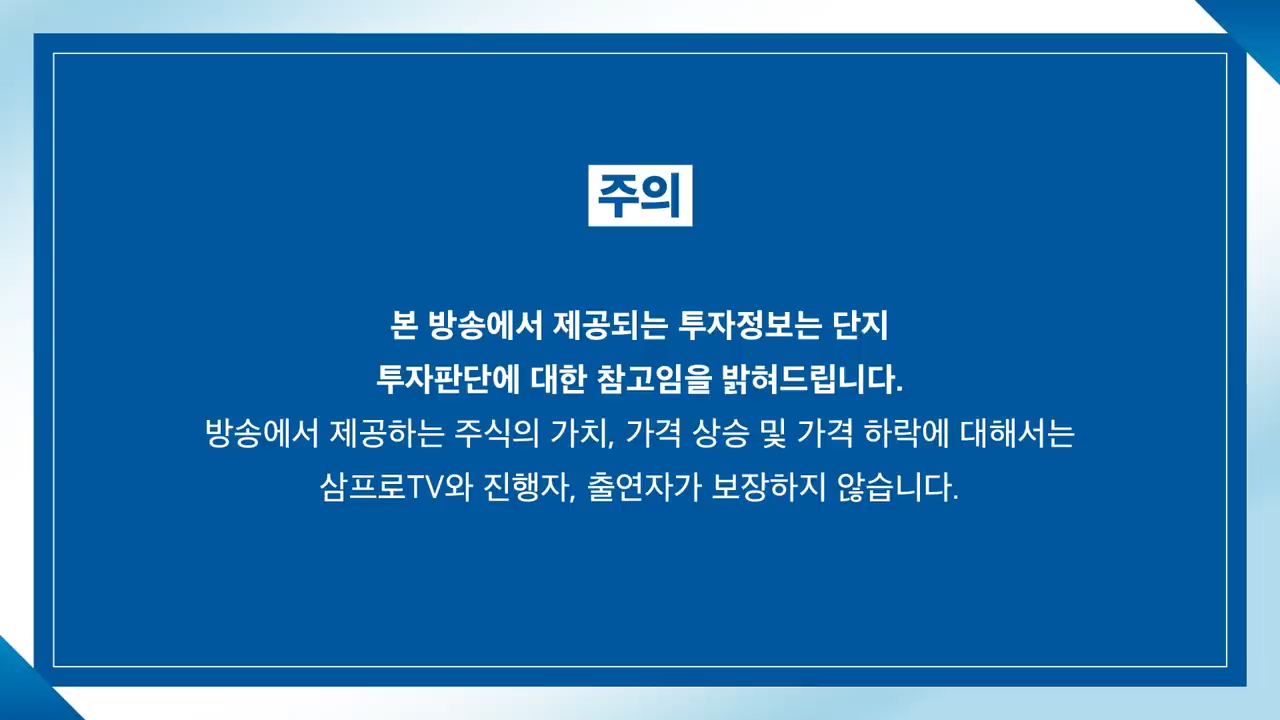 주의
본 방송에서 제공되는 투자정보는 단지
투자판단에 대한 참고임을 밝혀드립니다.
방송에서 제공하는 주식의 가치, 가격 상승 및 가격 하락에 대해서는
삼프로TV와 진행자, 출연자가 보장하지 않습니다.